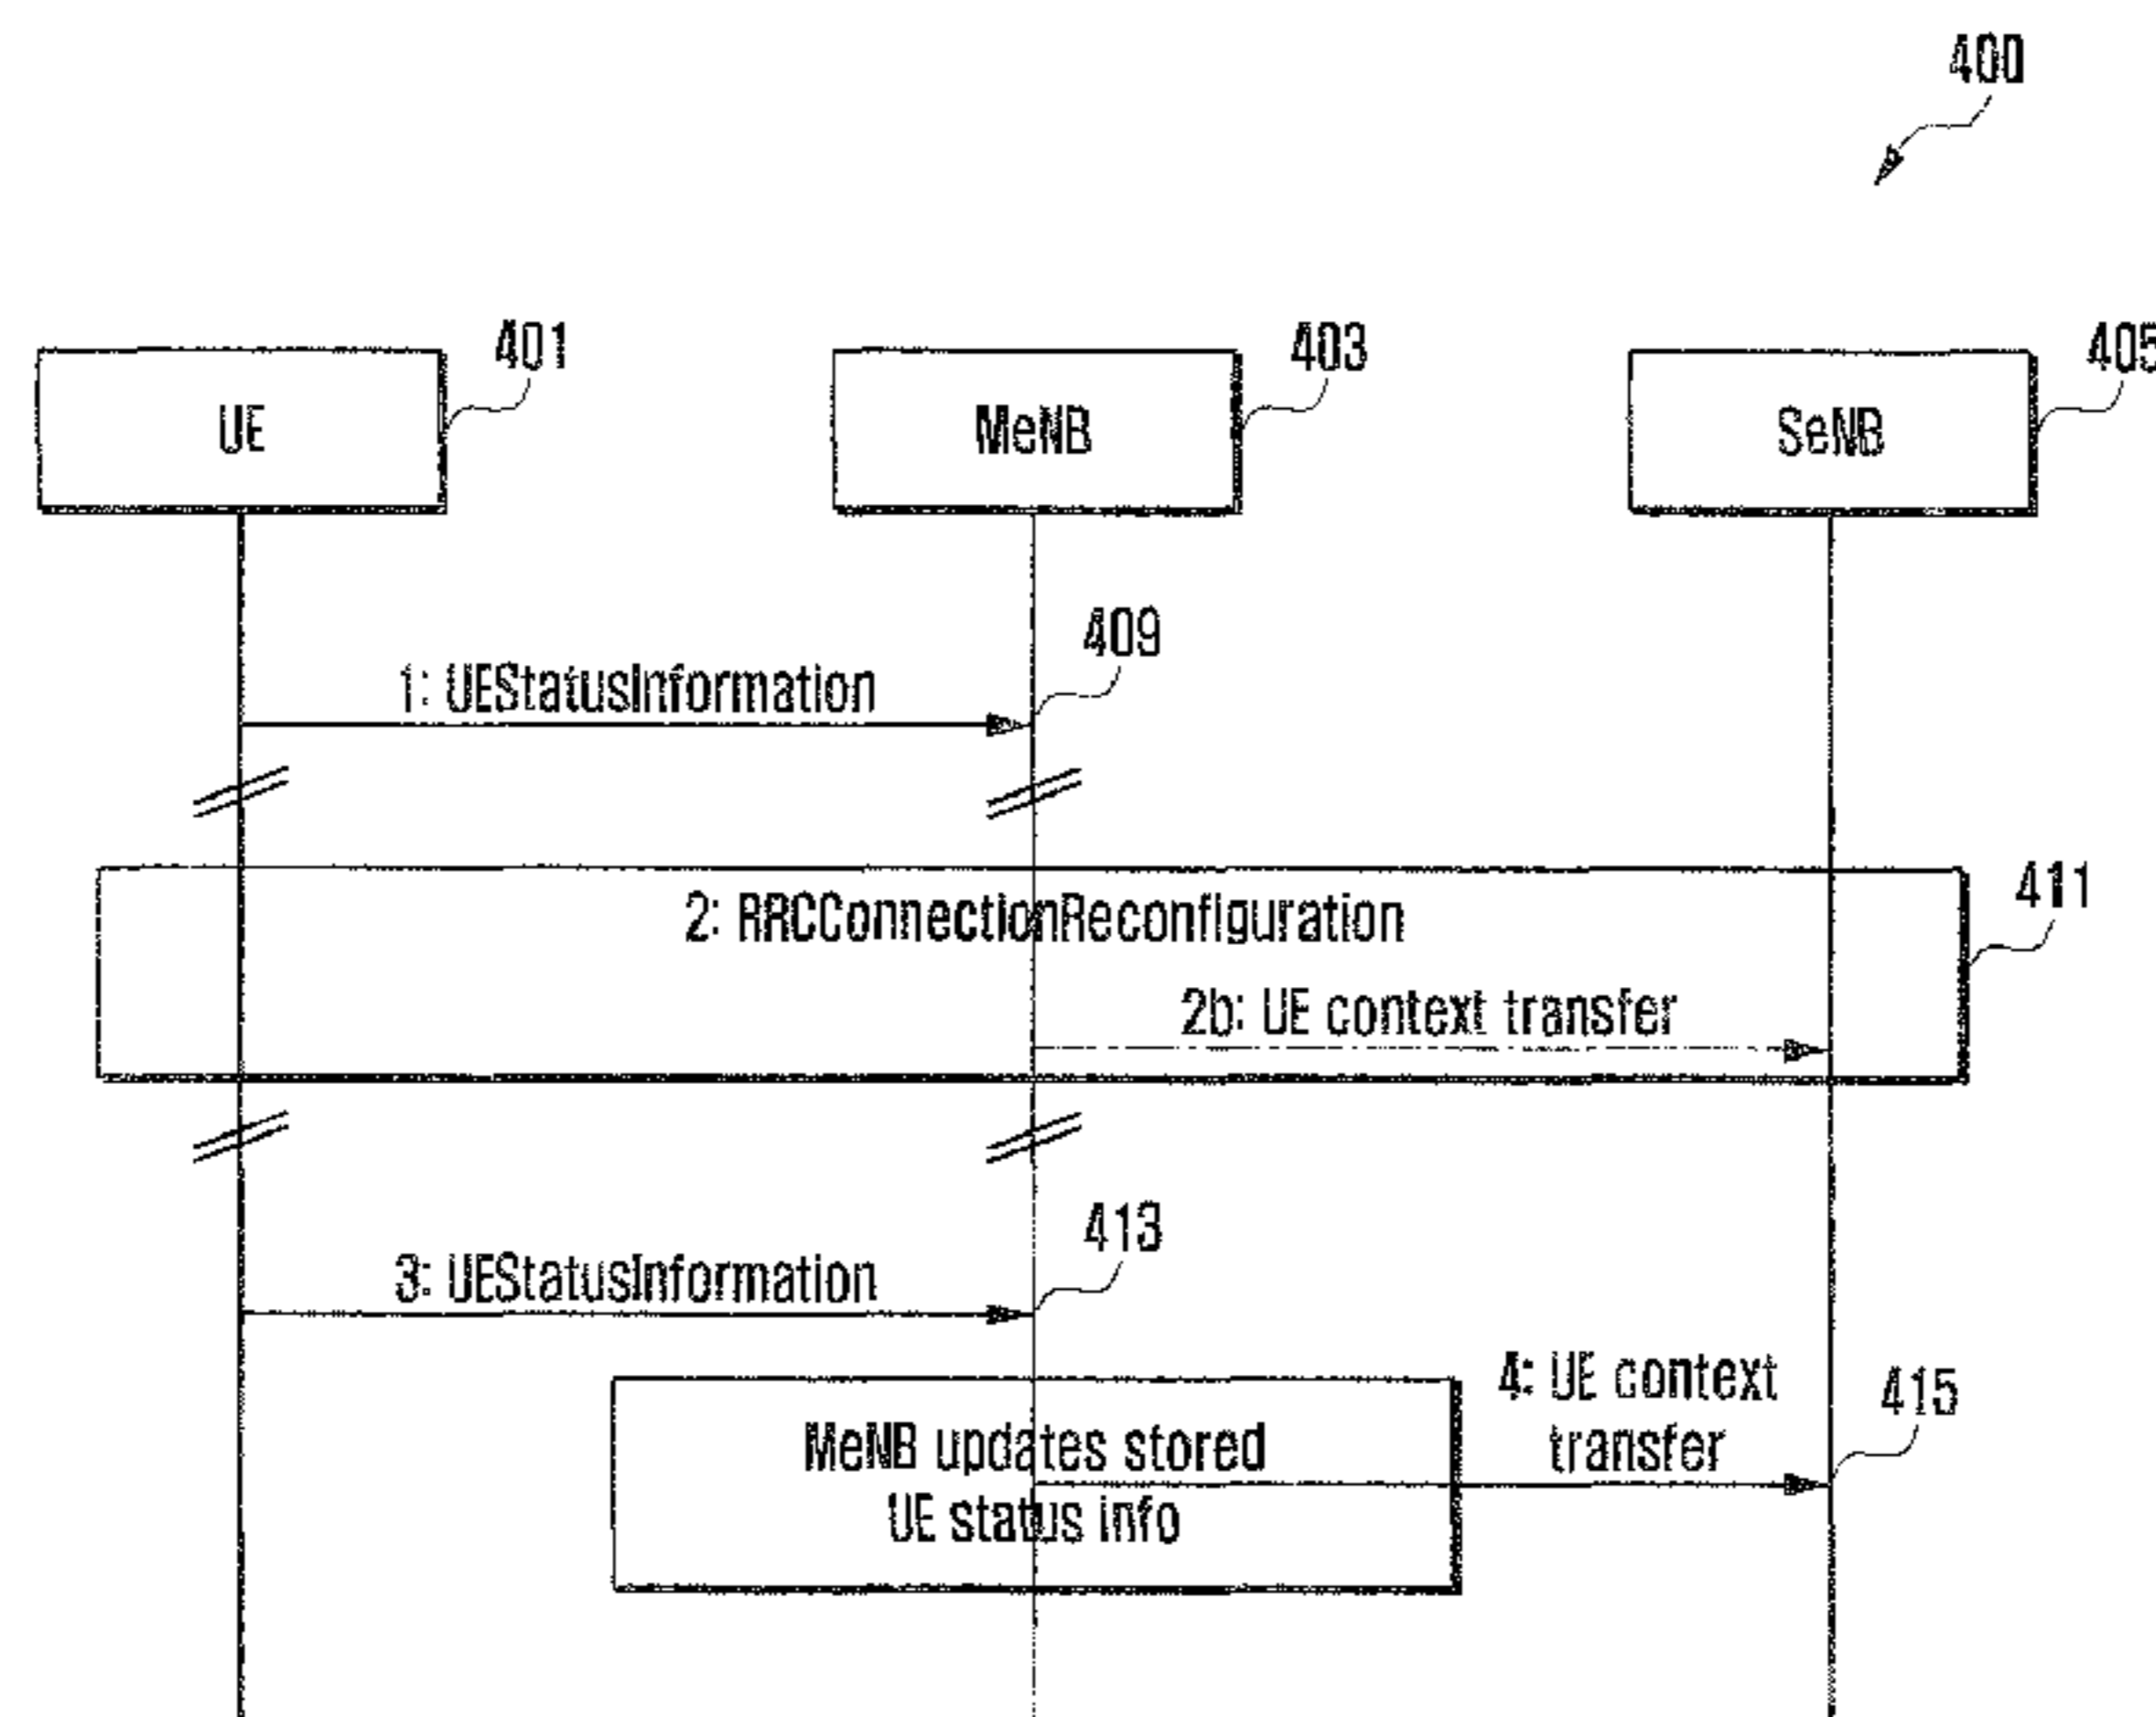 400
401
403
405
UE
MeNB
SeNB
409
1: UEStatusInformation
411
2: RRCConnectionReconfiguration
2b: UE context transfer
413
3: UEStatusInformation
4: UE context
transfer
415
MeNB updates stored
UE status info